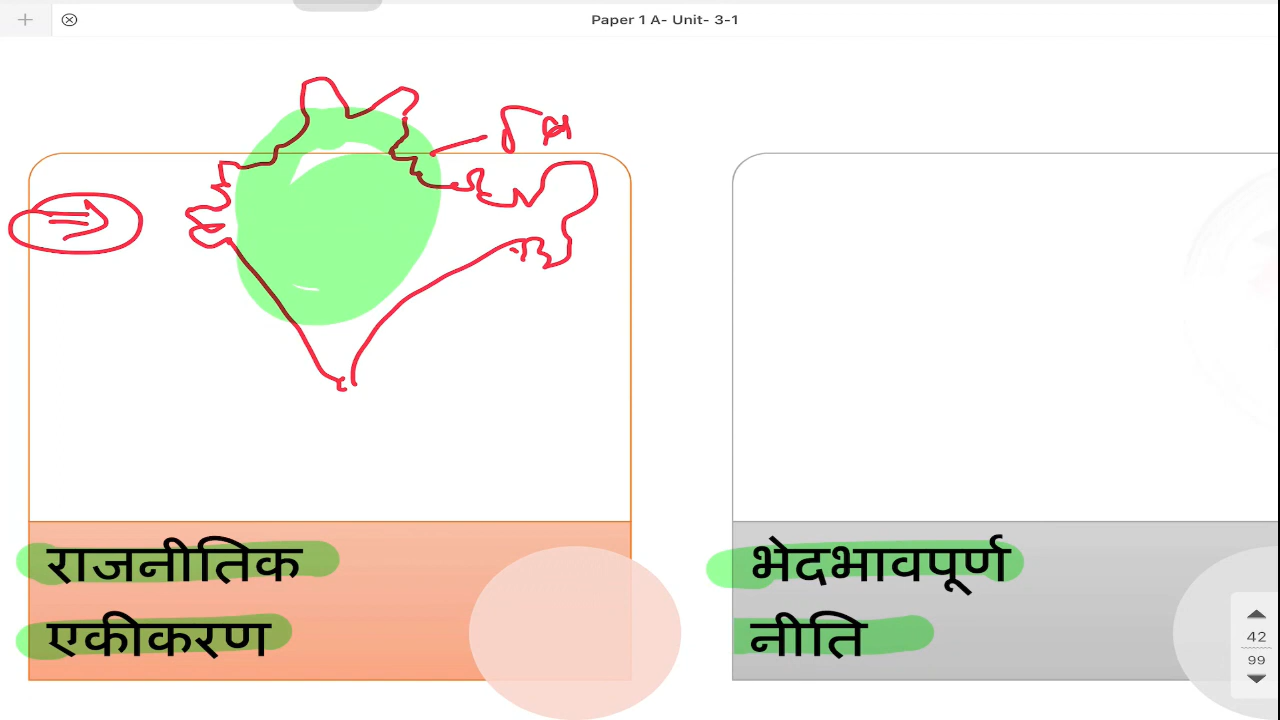 Paper 1 A- Unit- 3-1
राजनीतिक
एकीकरण
भेदभावपूर्ण
नीति
42
99